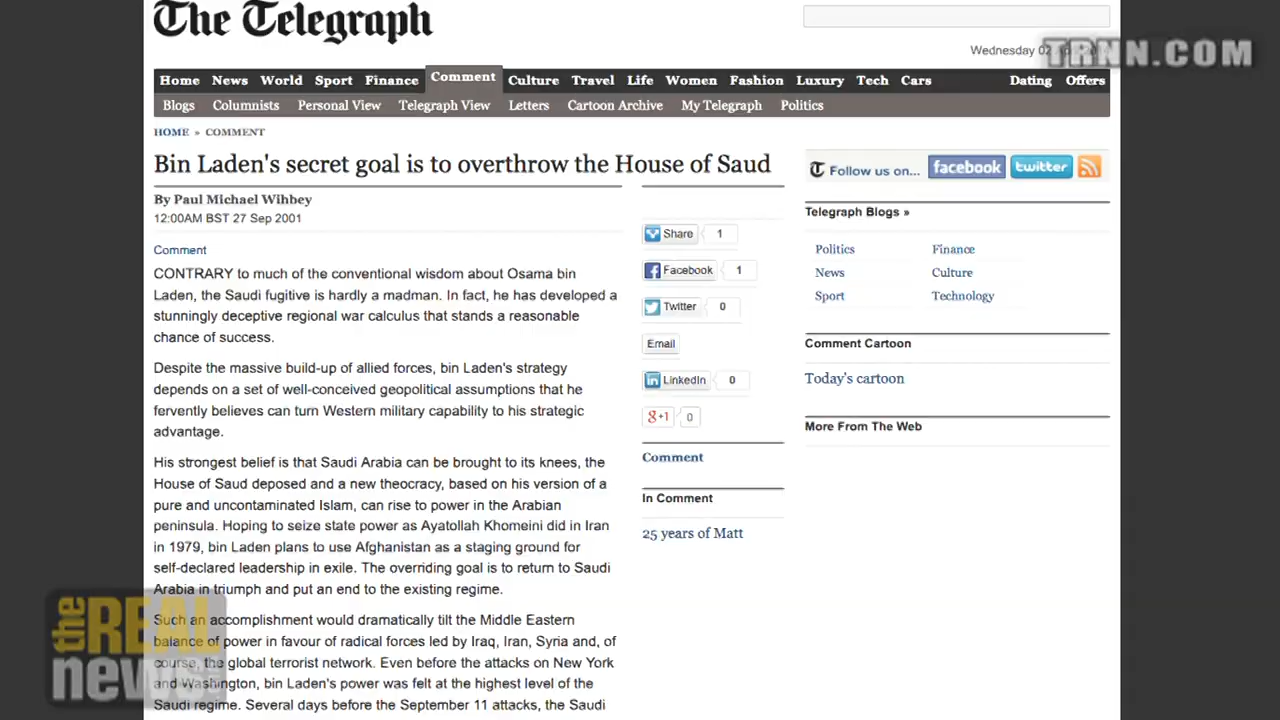 The Telegraph
Wednesday 02
TRNN.COM
Home News World Sport Finance Comment Culture Travel Life Women Fashion Luxury Tech Cars Dating Offers
Blogs Columnists Personal View Telegraph View Letters Cartoon Archive My Telegraph Politics
HOME » COMMENT
Bin Laden's secret goal is to overthrow the House of Saud
By Paul Michael Wihbey
12:00AM BST 27 Sep 2001
Comment
CONTRARY to much of the conventional wisdom about Osama bin
Laden, the Saudi fugitive is hardly a madman. In fact, he has developed a
stunningly deceptive regional war calculus that stands a reasonable
chance of success.
Despite the massive build-up of allied forces, bin Laden's strategy
depends on a set of well-conceived geopolitical assumptions that he
fervently believes can turn Western military capability to his strategic
advantage.
His strongest belief is that Saudi Arabia can be brought to its knees, the
House of Saud deposed and a new theocracy, based on his version of a
pure and uncontaminated Islam, can rise to power in the Arabian
peninsula. Hoping to seize state power as Ayatollah Khomeini did in Iran
in 1979, bin Laden plans to use Afghanistan as a staging ground for
self-declared leadership in exile. The overriding goal is to return to Saudi
Arabia in triumph and put an end to the existing regime.
Such an accomplishment would dramatically tilt the Middle Eastern
balance of power in favour of radical forces led by Iraq, Iran, Syria and, of
course, the global terrorist network. Even before the attacks on New York
and Washington, bin Laden's power was felt at the highest level of the
Saudi regime. Several days before the September 11 attacks, the Saudi
Share 1
Facebook 1
Twitter 0
Email
LinkedIn 0
g+1 0
Comment
In Comment
25 years of Matt
Follow us on... facebook twitter
Telegraph Blogs »
Politics Finance
News Culture
Sport Technology
Comment Cartoon
Today's cartoon
More From The Web
the REAL
news